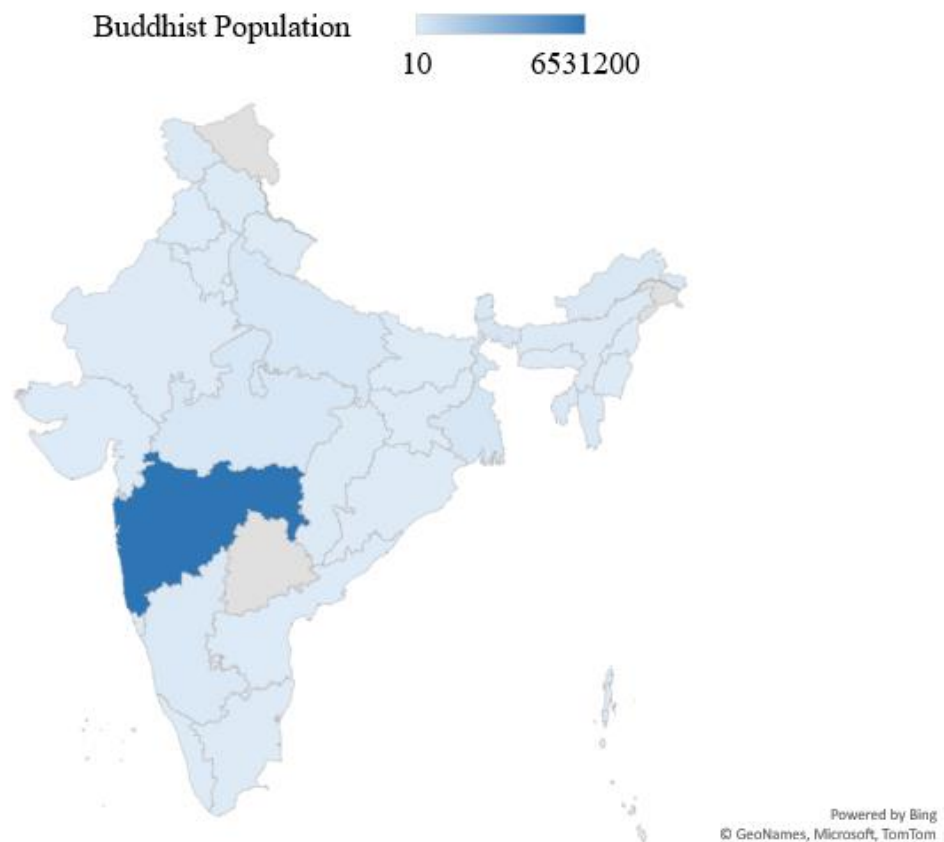 Buddhist Population
10 6531200
Powered by Bing
© GeoNames, Microsoft, TomTom